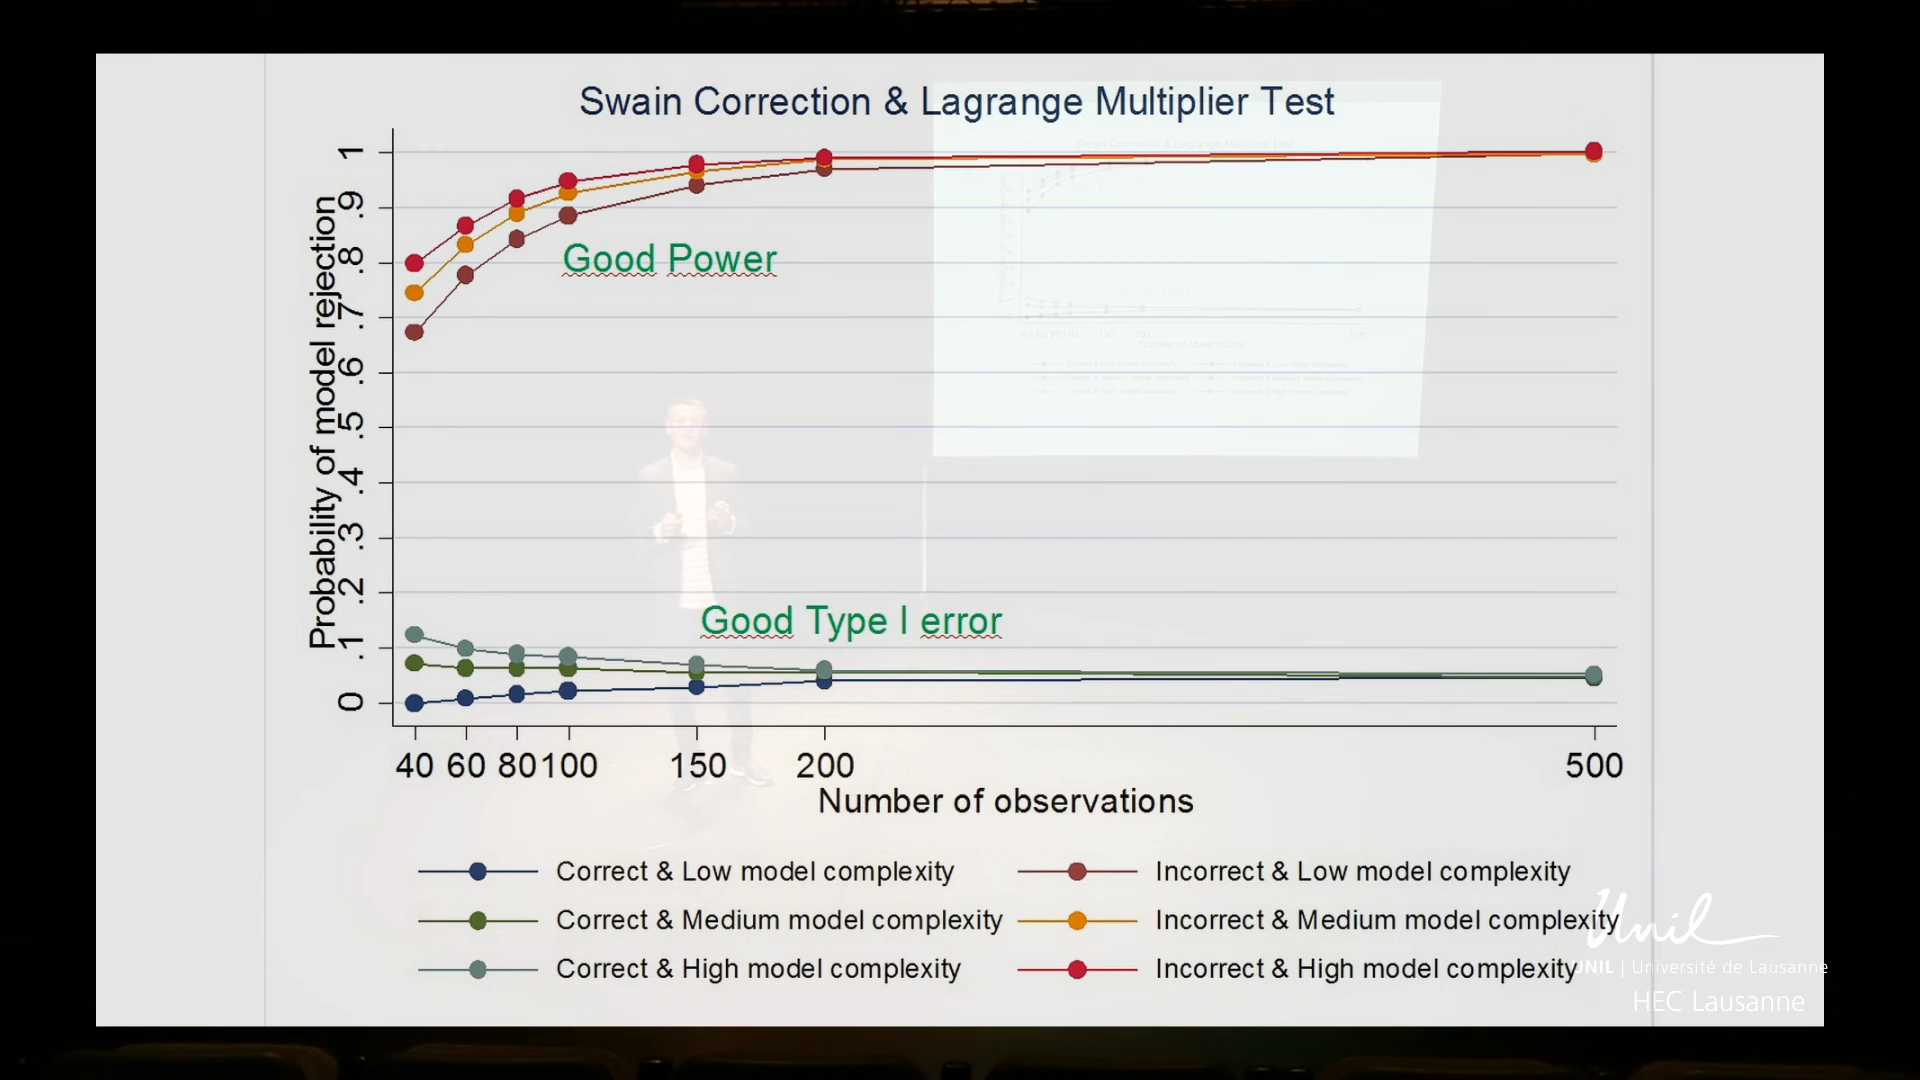 Swain Correction & Lagrange Multiplier Test
Probability of model rejection
1
.9
.8
.7
.6
.5
.4
.3
.2
.1
0
Good Power
Good Type I error
40 60 80 100 150 200 500
Number of observations
Correct & Low model complexity
Incorrect & Low model complexity
Correct & Medium model complexity
Incorrect & Medium model complexity
Correct & High model complexity
Incorrect & High model complexity
Unil
UNIL | Université de Lausanne
HEC Lausanne